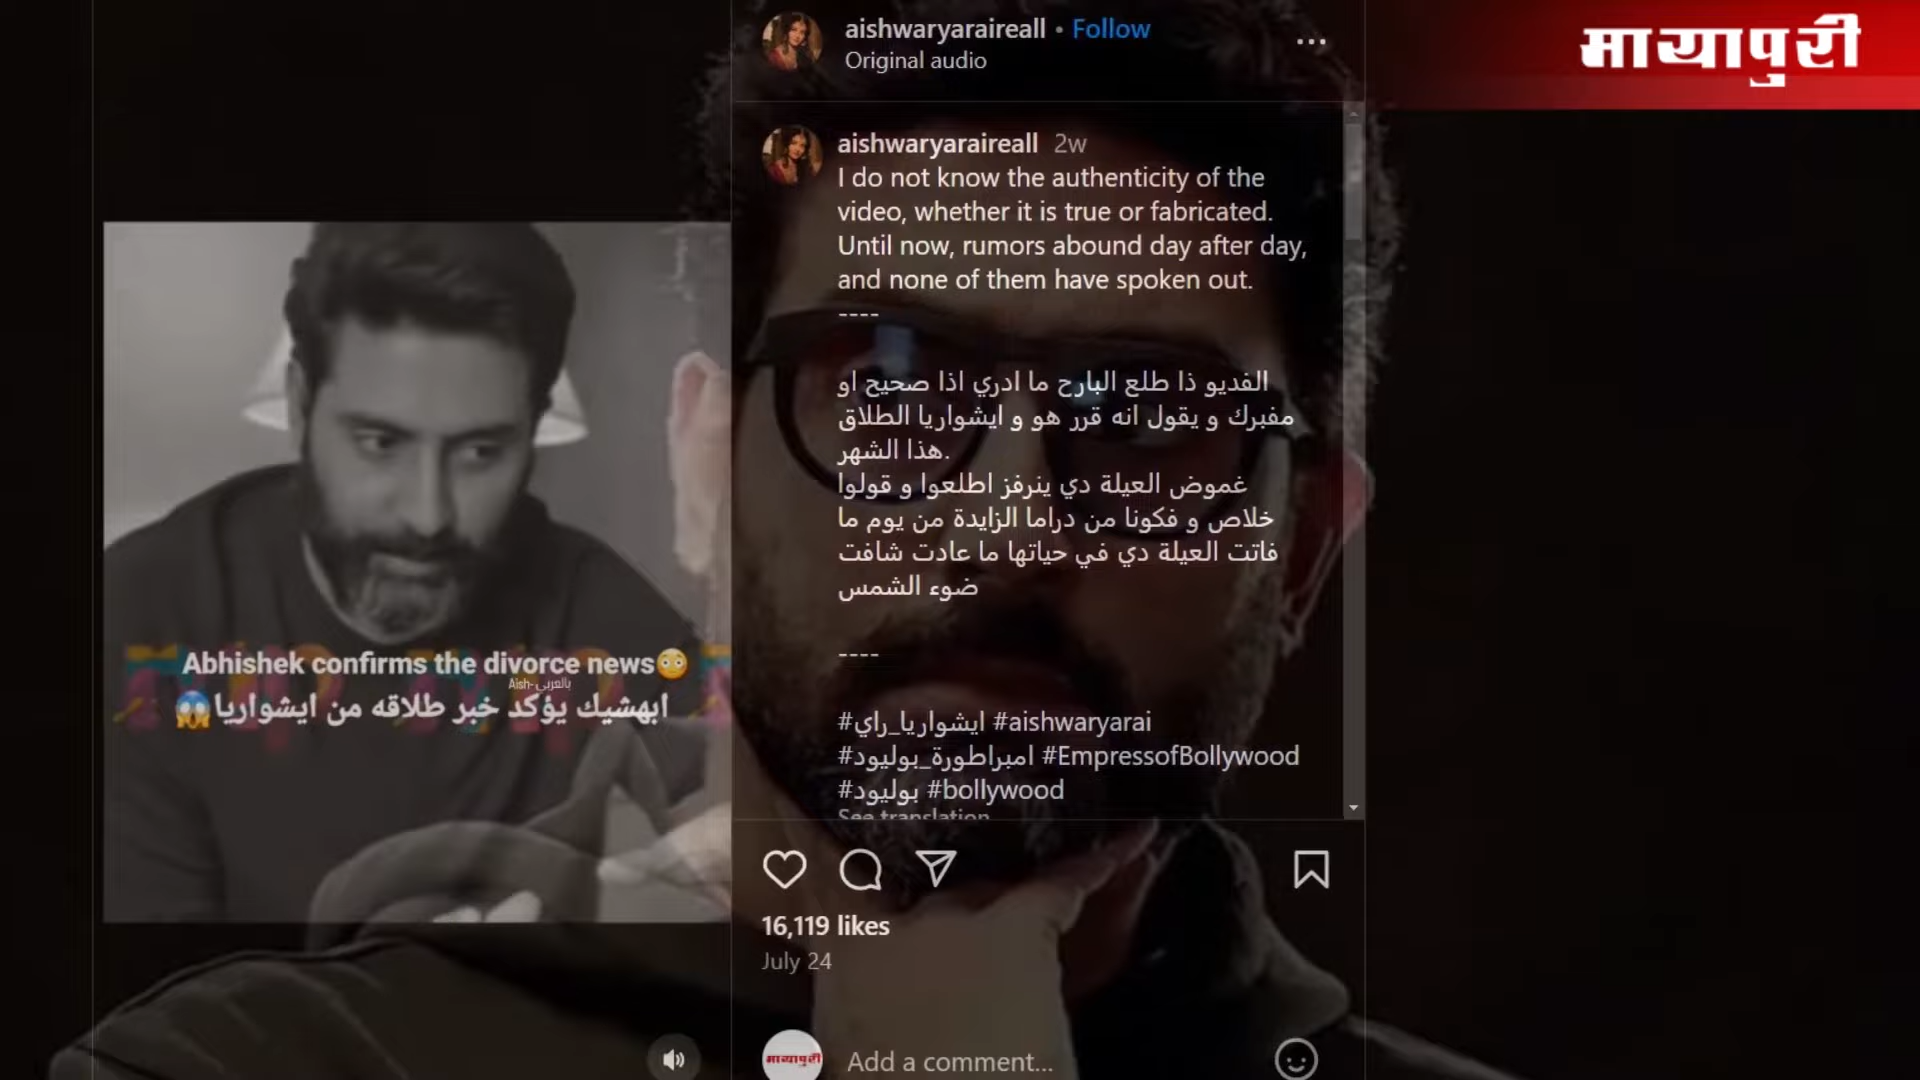 मायापुरी
aishwaryaraireall • Follow
Original audio
aishwaryaraireall 2w
I do not know the authenticity of the
video, whether it is true or fabricated.
Until now, rumors abound day after day,
and none of them have spoken out.
----
الفديو ذا طلع البارح ما ادري اذا صحيح او
مفبرك و يقول انه قرر هو و ايشواريا الطلاق
هذا الشهر.
غموض العيلة دي ينرفز اطلعوا و قولوا
خلاص و فكونا من دراما الزايدة من يوم ما
فاتت العيلة دي في حياتها ما عادت شافت
ضوء الشمس
----
#ايشواريا_راي #aishwaryarai
#امبراطورة_بوليود #EmpressofBollywood
#بوليود #bollywood
See translation
16,119 likes
July 24
मायापुरी
Add a comment...
Abhishek confirms the divorce news😳
Aish-بالعربي
ابهشيك يؤكد خبر طلاقه من ايشواريا😱